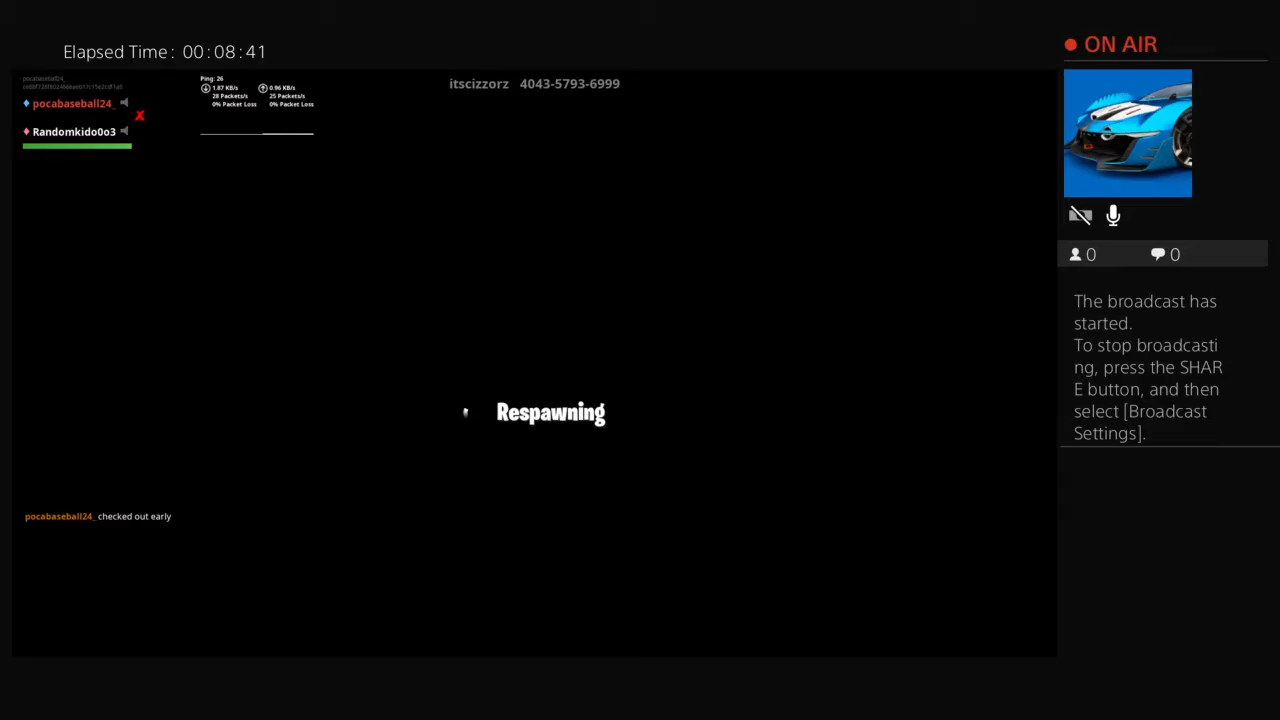 Elapsed Time: 00:08:41
ON AIR
pocabaseball24_
Ping: 26
1.87 KB/s 0.96 KB/s
28 Packets/s 25 Packets/s
0% Packet Loss 0% Packet Loss
itscizzorz 4043-5793-6999
pocabaseball24_
X
Randomkido0o3
0 0
The broadcast has
started.
To stop broadcasti
ng, press the SHAR
E button, and then
select [Broadcast
Settings].
Respawning
pocabaseball24_ checked out early